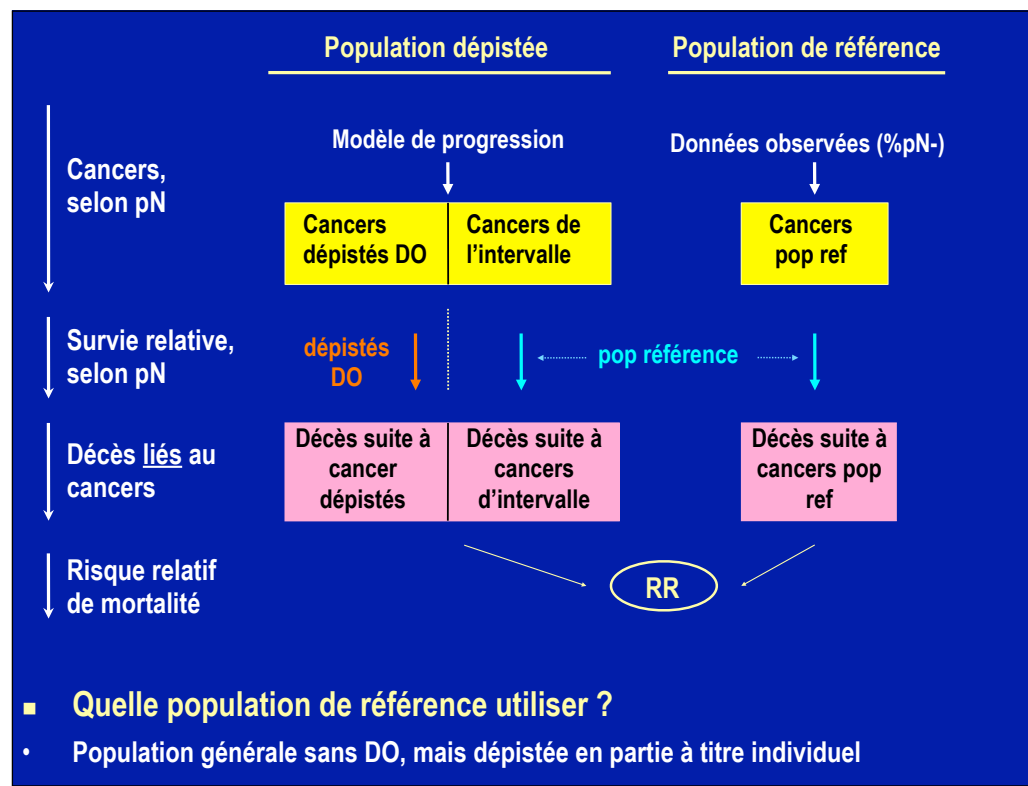 Population dépistée
Population de référence
Modèle de progression
Données observées (%pN-)
Cancers,
selon pN
Cancers
dépistés DO
Cancers de
l'intervalle
Cancers
pop ref
Survie relative,
selon pN
dépistés
DO
pop référence
Décès liés au
cancers
Décès suite à
cancer
dépistés
Décès suite à
cancers
d'intervalle
Décès suite à
cancers pop
ref
Risque relatif
de mortalité
RR
▪ Quelle population de référence utiliser ?
• Population générale sans DO, mais dépistée en partie à titre individuel